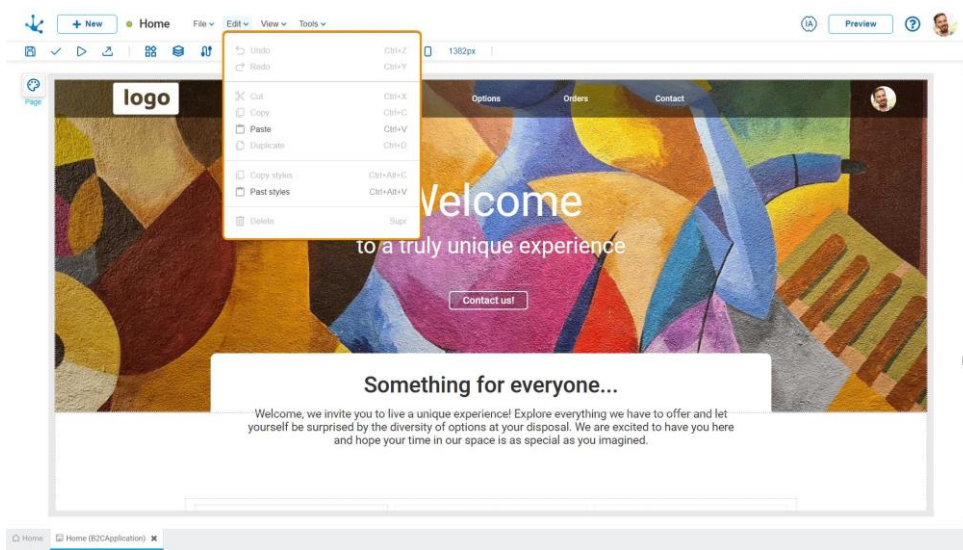 + New
Home
File
Edit
View
Tools
IA
Preview
?
1382px
Page
Undo Ctrl+Z
Redo Ctrl+Y
Cut Ctrl+X
Copy Ctrl+C
Paste Ctrl+V
Duplicate Ctrl+D
Copy styles Ctrl+Alt+C
Past styles Ctrl+Alt+V
Delete Supr
logo
Options
Orders
Contact
Welcome
to a truly unique experience
Contact us!
Something for everyone...
Welcome, we invite you to live a unique experience! Explore everything we have to offer and let
yourself be surprised by the diversity of options at your disposal. We are excited to have you here
and hope your time in our space is as special as you imagined.
Home
Home (B2CApplication)